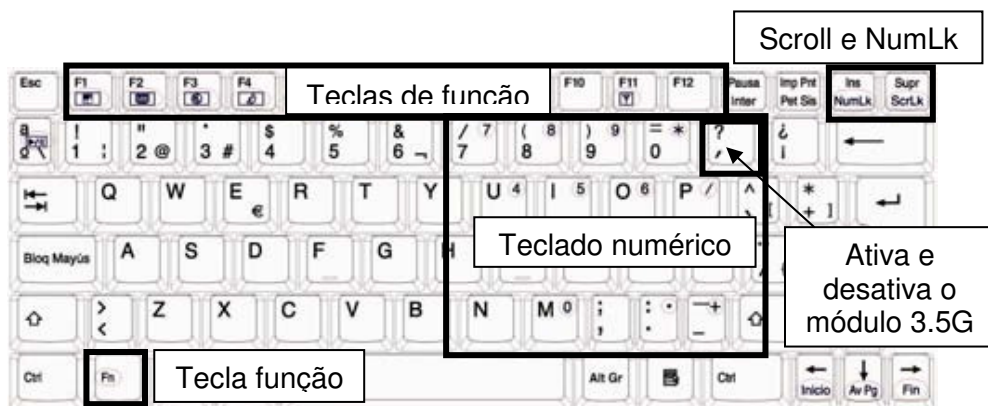 Scroll e NumLk
Esc F1 F2 F3 F4 Teclas de função F10 F11 F12 Pausa Imp Pnt Ins Supr
Inter Pet Sis NumLk ScrLk
! " · $ % & / 7 ( 8 ) 9 = * ? ¿
1 2 @ 3 # 4 5 6 ¬ 7 8 9 0 ' ¡
Q W E € R T Y U 4 I 5 O 6 P / ^ [ * + ]
Bloq Mayús A S D F G H Teclado numérico
Ativa e
desativa o
módulo 3.5G
> < Z X C V B N M 0 ; , : . - + _
Ctrl Fn Tecla função Alt Gr Ctrl Inicio Av Pg Fin